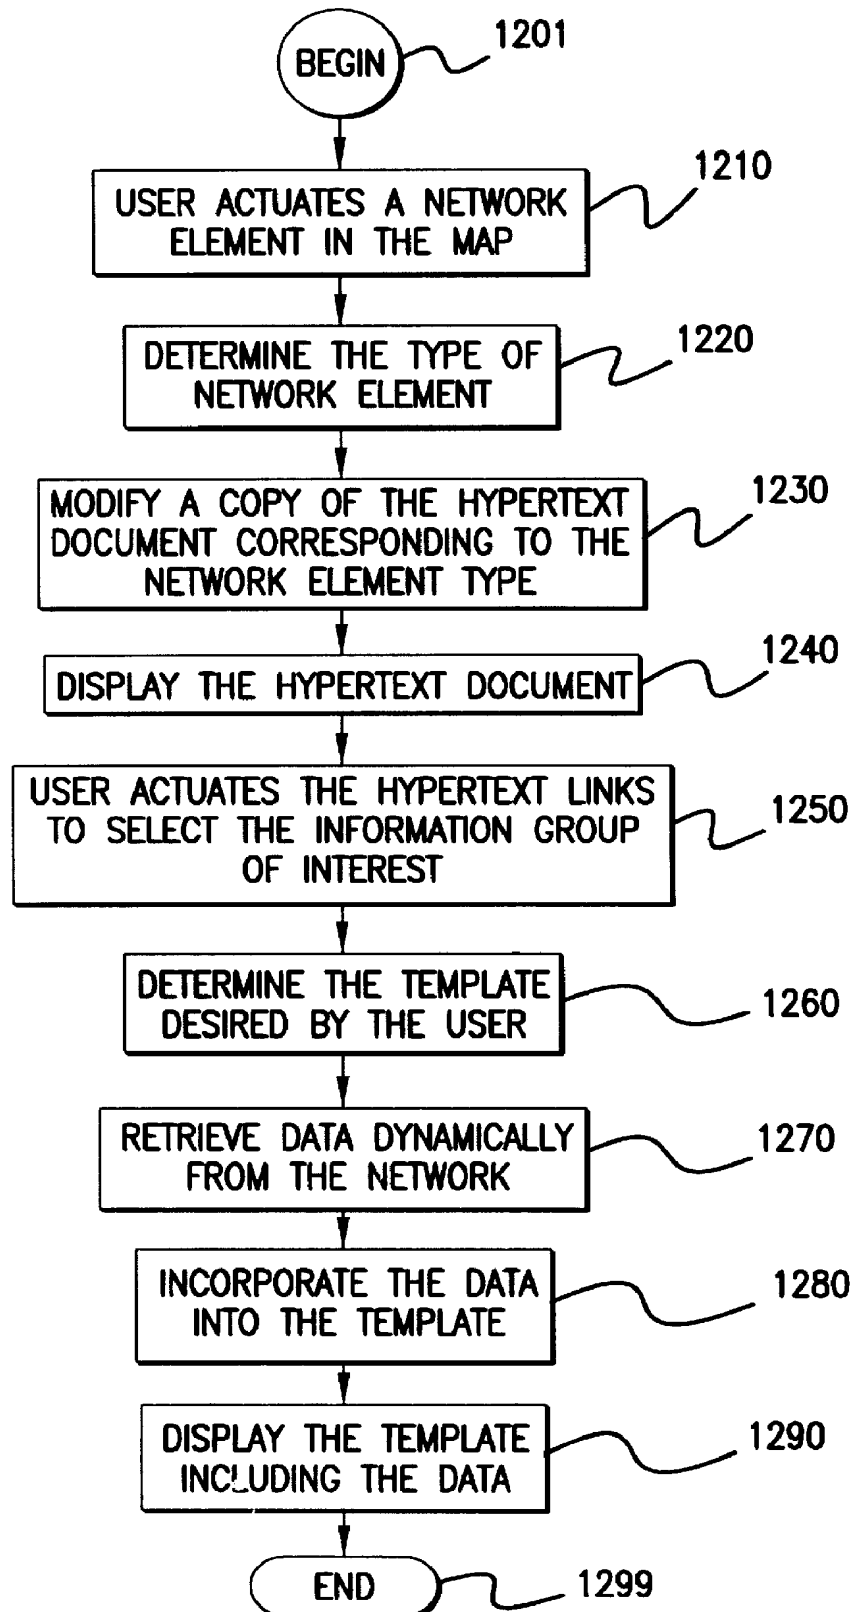 BEGIN
1201
USER ACTUATES A NETWORK
ELEMENT IN THE MAP
1210
DETERMINE THE TYPE OF
NETWORK ELEMENT
1220
MODIFY A COPY OF THE HYPERTEXT
DOCUMENT CORRESPONDING TO THE
NETWORK ELEMENT TYPE
1230
DISPLAY THE HYPERTEXT DOCUMENT
1240
USER ACTUATES THE HYPERTEXT LINKS
TO SELECT THE INFORMATION GROUP
OF INTEREST
1250
DETERMINE THE TEMPLATE
DESIRED BY THE USER
1260
RETRIEVE DATA DYNAMICALLY
FROM THE NETWORK
1270
INCORPORATE THE DATA
INTO THE TEMPLATE
1280
DISPLAY THE TEMPLATE
INCLUDING THE DATA
1290
END
1299